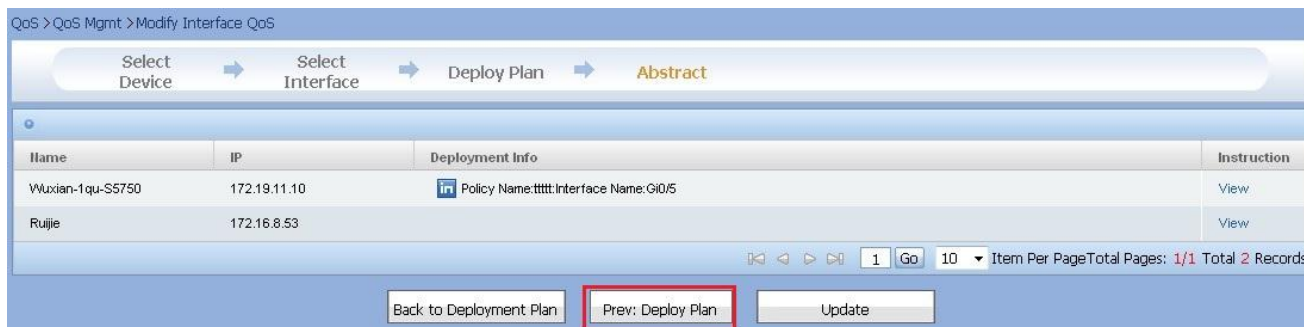 QoS >QoS Mgmt >Modify Interface QoS
Select Device
Select Interface
Deploy Plan
Abstract
Name IP Deployment Info Instruction
Wuxian-1qu-S5750 172.19.11.10 in Policy Name:tttttt:Interface Name:Gi0/5 View
Ruijie 172.16.8.53 View
1 Go 10 Item Per PageTotal Pages: 1/1 Total 2 Records
Back to Deployment Plan Prev: Deploy Plan Update